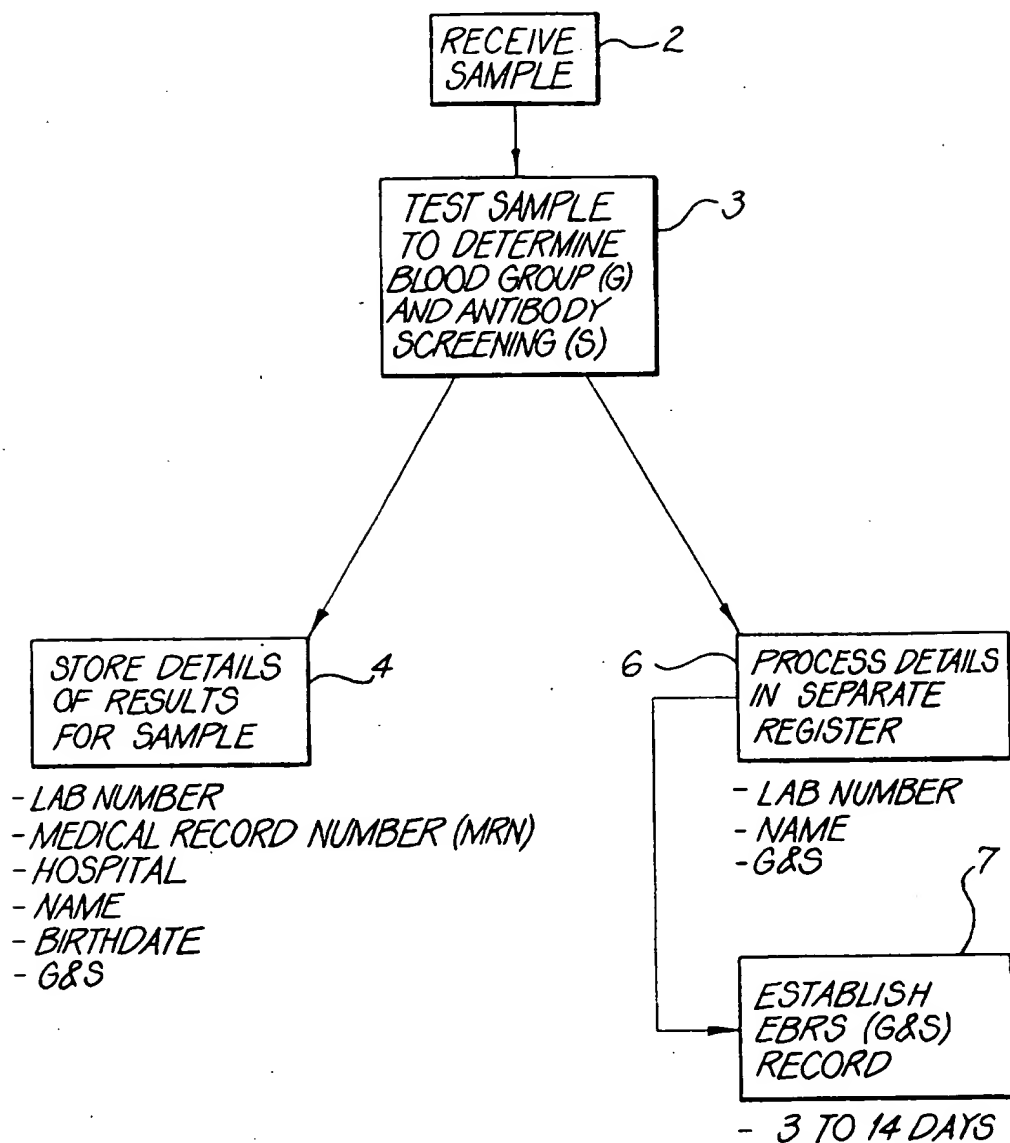 RECEIVE
SAMPLE
2
TEST SAMPLE
TO DETERMINE
BLOOD GROUP (G)
AND ANTIBODY
SCREENING (S)
3
STORE DETAILS
OF RESULTS
FOR SAMPLE
4
- LAB NUMBER
- MEDICAL RECORD NUMBER (MRN)
- HOSPITAL
- NAME
- BIRTHDATE
- G&S
6
PROCESS DETAILS
IN SEPARATE
REGISTER
- LAB NUMBER
- NAME
- G&S
7
ESTABLISH
EBRS (G&S)
RECORD
- 3 TO 14 DAYS